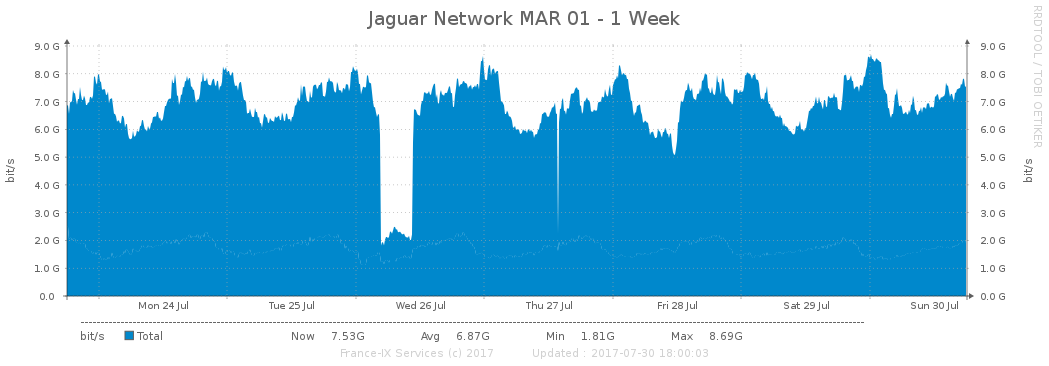 Jaguar Network MAR 01 - 1 Week
RRDTOOL / TOBI OETIKER
bit/s
bit/s
9.0 G 9.0 G
8.0 G 8.0 G
7.0 G 7.0 G
6.0 G 6.0 G
5.0 G 5.0 G
4.0 G 4.0 G
3.0 G 3.0 G
2.0 G 2.0 G
1.0 G 1.0 G
0.0 0.0 G
Mon 24 Jul Tue 25 Jul Wed 26 Jul Thu 27 Jul Fri 28 Jul Sat 29 Jul Sun 30 Jul
bit/s Total Now 7.53G Avg 6.87G Min 1.81G Max 8.69G
France-IX Services (c) 2017 Updated : 2017-07-30 18:00:03